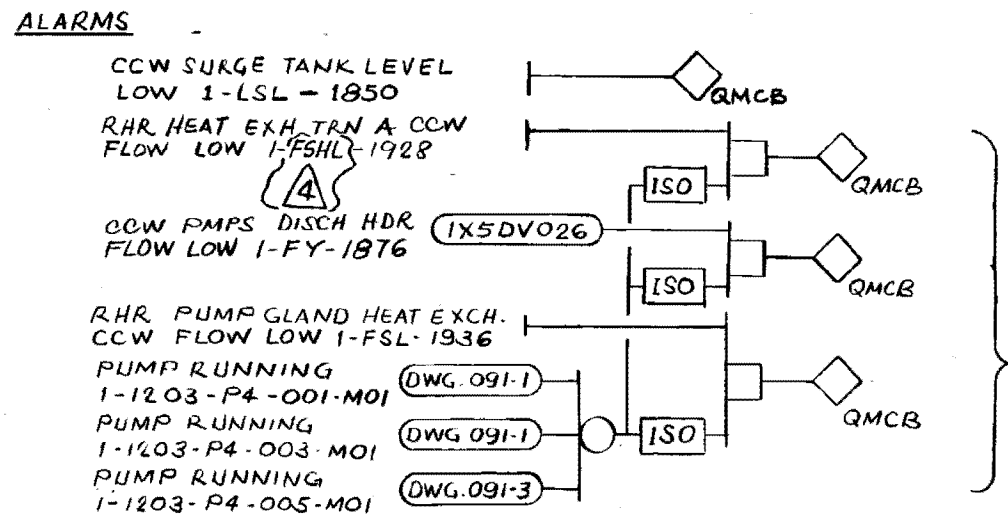 ALARMS
CCW SURGE TANK LEVEL
LOW 1-LSL-1850
QMCB
RHR HEAT EXH TRN A CCW
FLOW LOW 1-FSHL-1928
4
ISO
QMCB
CCW PMPS DISCH HDR
FLOW LOW 1-FY-1876
1X5DV026
ISO
QMCB
RHR PUMP GLAND HEAT EXCH.
CCW FLOW LOW 1-FSL-1936
QMCB
PUMP RUNNING
1-1203-P4-001-M01
DWG.091-1
PUMP RUNNING
1-1203-P4-003-M01
DWG 091-1
ISO
PUMP RUNNING
1-1203-P4-005-M01
DWG.091-3